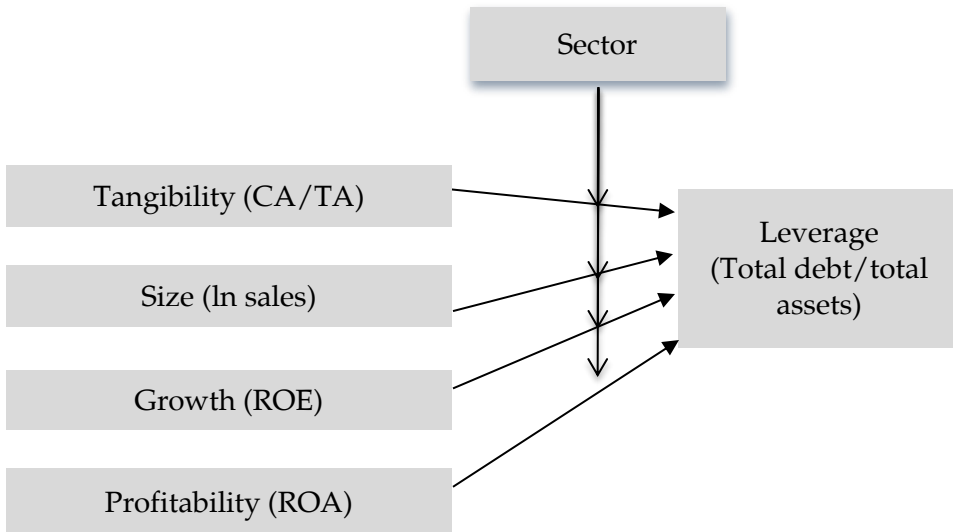 Sector
Tangibility (CA/TA)
Size (ln sales)
Growth (ROE)
Profitability (ROA)
Leverage
(Total debt/total
assets)